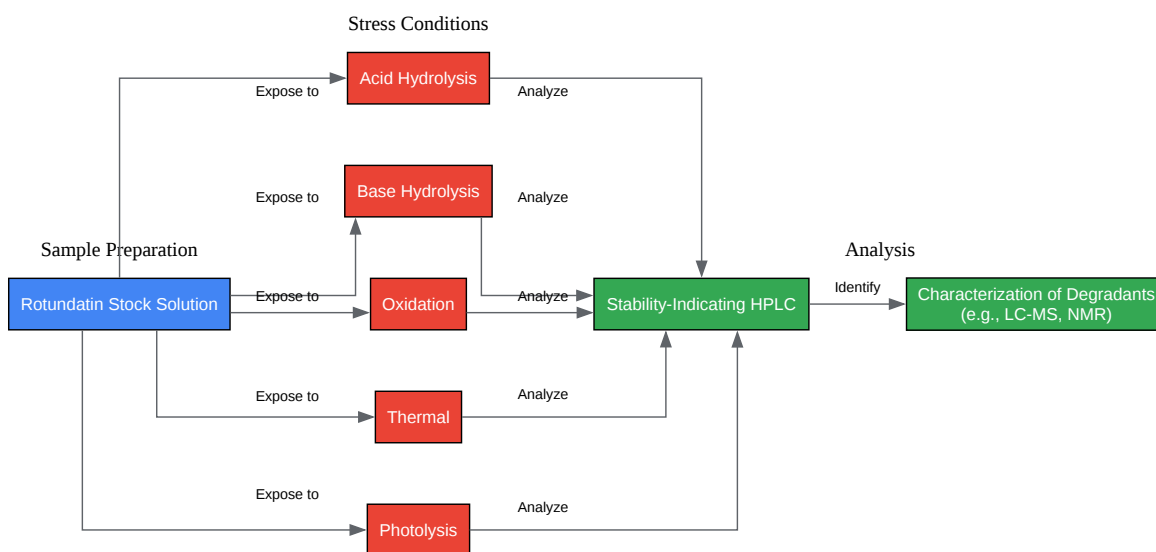 Stress Conditions
Acid Hydrolysis
Expose to
Analyze
Base Hydrolysis
Expose to
Analyze
Sample Preparation
Analysis
Rotundatin Stock Solution
Expose to
Oxidation
Analyze
Stability-Indicating HPLC
Identify
Characterization of Degradants
(e.g., LC-MS, NMR)
Expose to
Thermal
Analyze
Expose to
Photolysis
Analyze